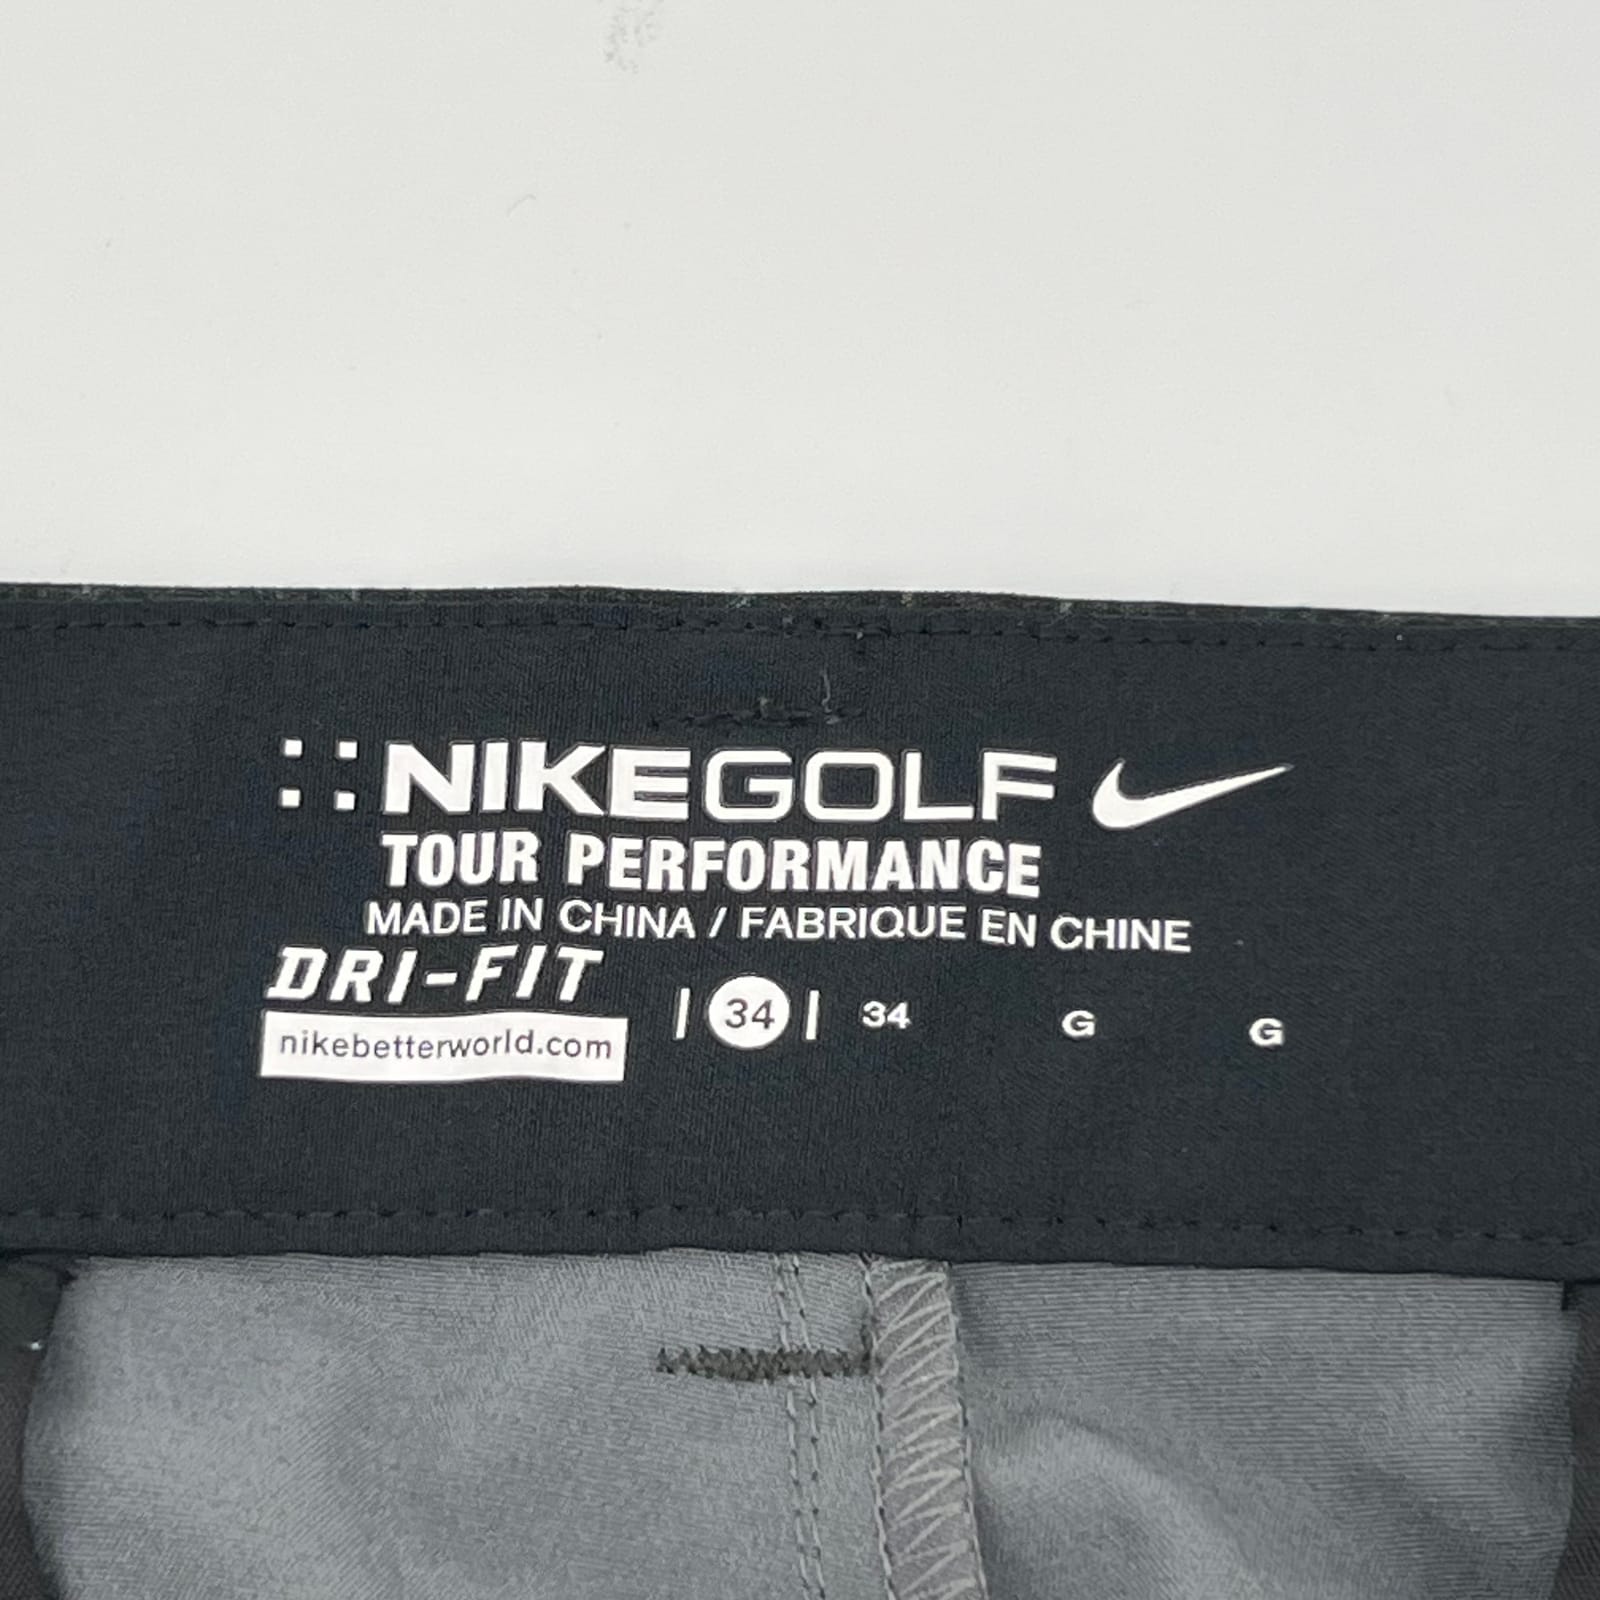 NIKEGOLF
TOUR PERFORMANCE
MADE IN CHINA / FABRIQUE EN CHINE
DRI-FIT
nikebetterworld.com
| 34 | 34 G G